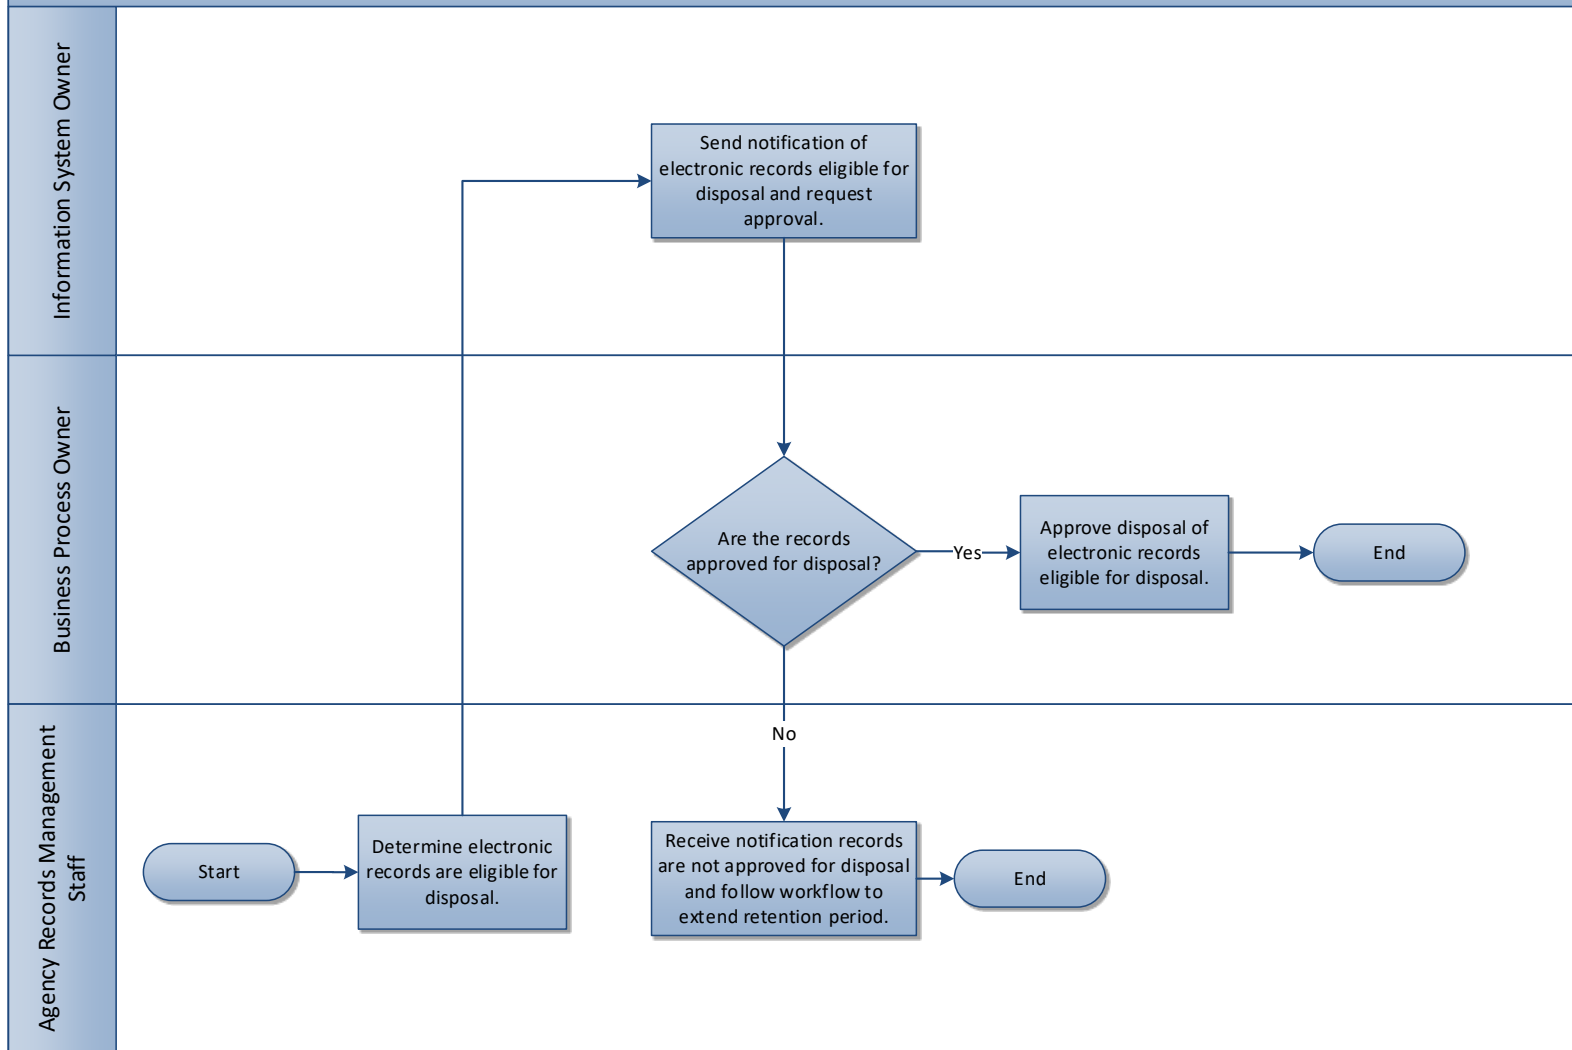 Information System Owner
Send notification of
electronic records eligible for
disposal and request
approval.
Business Process Owner
Are the records
approved for disposal?
Yes
Approve disposal of
electronic records
eligible for disposal.
End
Agency Records Management
Staff
No
Start
Determine electronic
records are eligible for
disposal.
Receive notification records
are not approved for disposal
and follow workflow to
extend retention period.
End